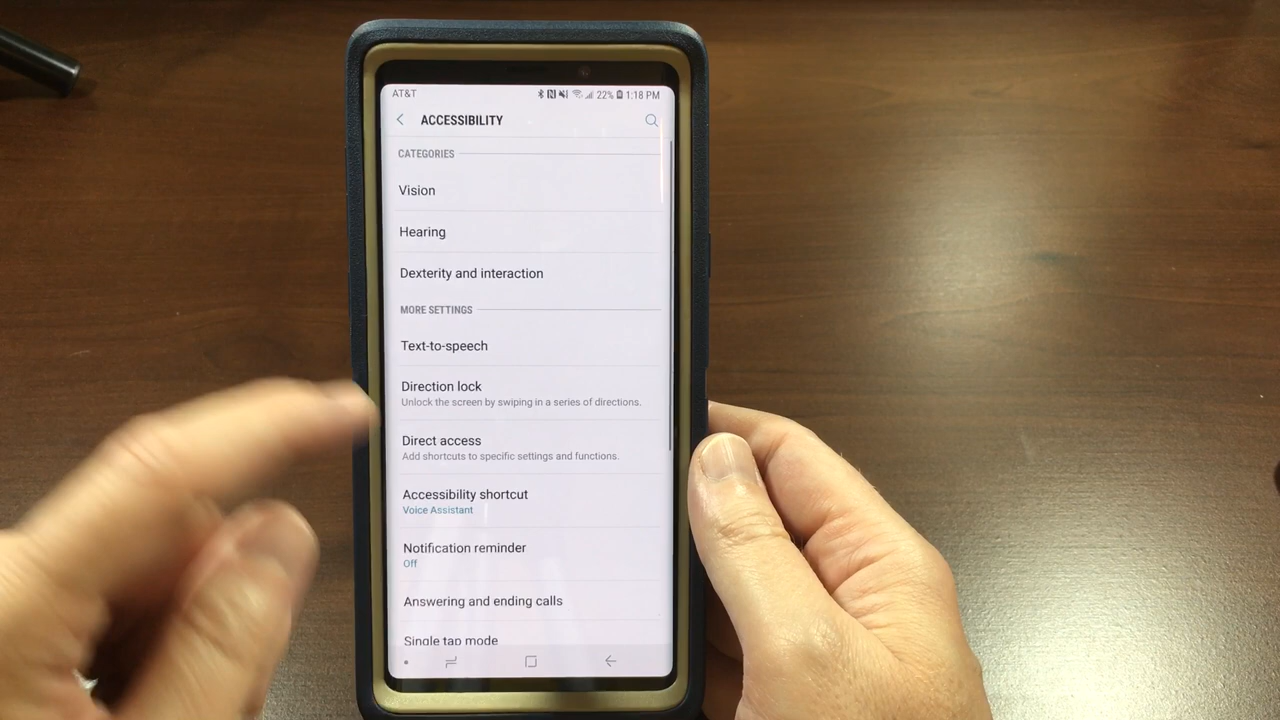 AT&T 22% 1:18 PM
ACCESSIBILITY
CATEGORIES
Vision
Hearing
Dexterity and interaction
MORE SETTINGS
Text-to-speech
Direction lock
Unlock the screen by swiping in a series of directions.
Direct access
Add shortcuts to specific settings and functions.
Accessibility shortcut
Voice Assistant
Notification reminder
Off
Answering and ending calls
Single tap mode